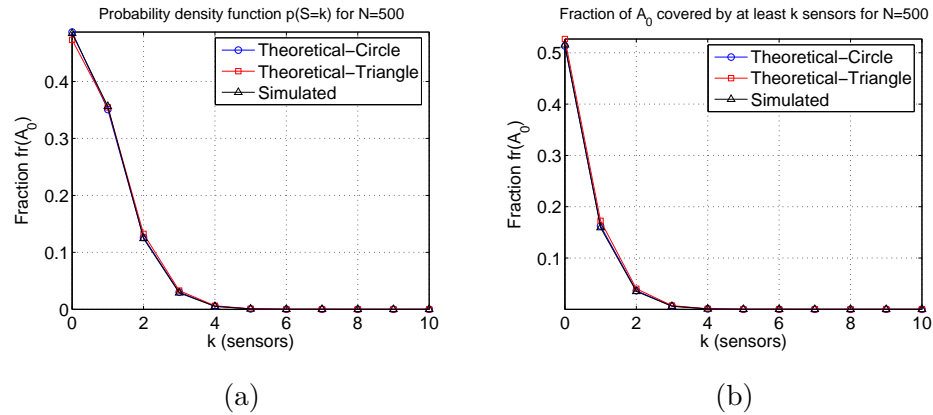 Probability density function p(S=k) for N=500
Fraction fr(A0)
0.4
0.3
0.2
0.1
0
Theoretical−Circle
Theoretical−Triangle
Simulated
0 2 4 6 8 10
k (sensors)
(a)
Fraction of A0 covered by at least k sensors for N=500
Fraction fr(A0)
0.5
0.4
0.3
0.2
0.1
Theoretical−Circle
Theoretical−Triangle
Simulated
0 2 4 6 8 10
k (sensors)
(b)